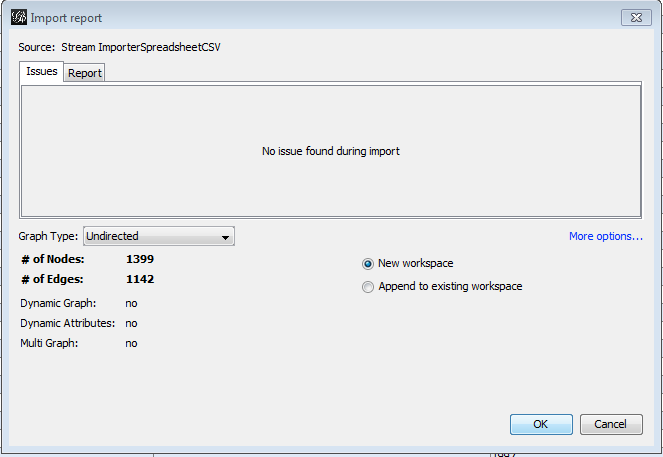 Import report
Source: Stream ImporterSpreadsheetCSV
Issues Report
No issue found during import
Graph Type: Undirected More options...
# of Nodes: 1399
# of Edges: 1142
Dynamic Graph: no
Dynamic Attributes: no
Multi Graph: no
New workspace
Append to existing workspace
OK Cancel